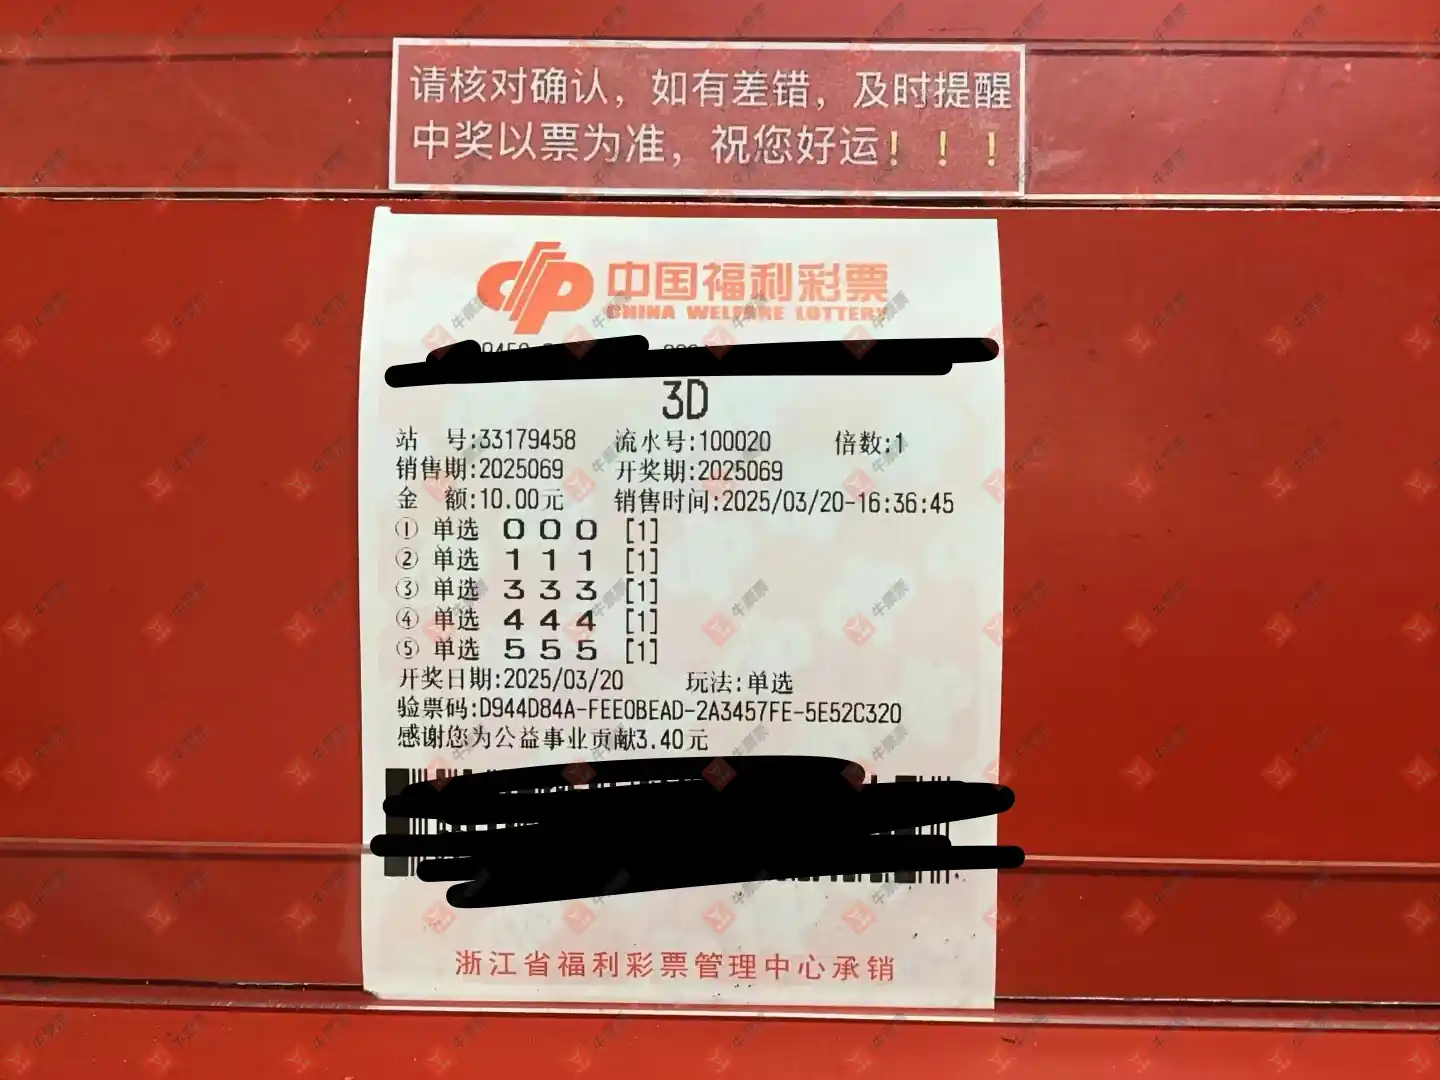 请核对确认，如有差错，及时提醒
中奖以票为准，祝您好运！！！
中国福利彩票
CHINA WELFARE LOTTERY
3D
站 号:33179458 流水号:100020 倍数:1
销售期:2025069 开奖期:2025069
金 额:10.00元 销售时间:2025/03/20-16:36:45
① 单选 0 0 0 [1]
② 单选 1 1 1 [1]
③ 单选 3 3 3 [1]
④ 单选 4 4 4 [1]
⑤ 单选 5 5 5 [1]
开奖日期:2025/03/20 玩法:单选
验票码:D944D84A-FEE0BEAD-2A3457FE-5E52C320
感谢您为公益事业贡献3.40元
浙江省福利彩票管理中心承销
牛票票